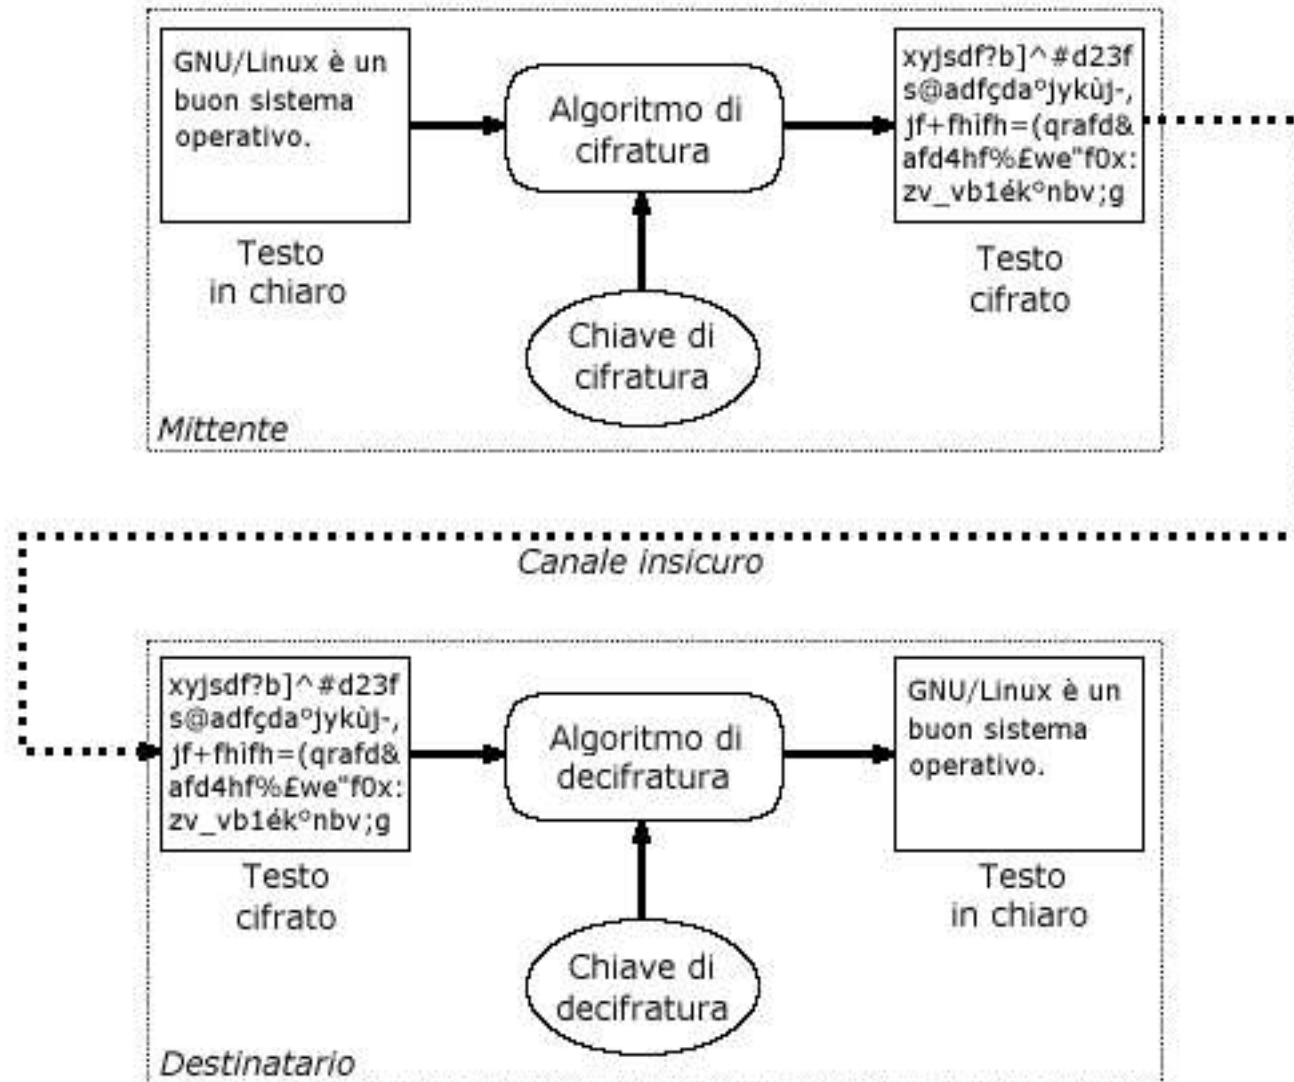 GNU/Linux è un
buon sistema
operativo.
Testo
in chiaro
Algoritmo di
cifratura
Chiave di
cifratura
xyjsdf?b]^#d23f
s@adfçda°jykùj-,
jf+fhìfh=(qrafd&
afd4hf%£we"f0x:
zv_vb1ék°nbv;g
Testo
cifrato
Mittente
Canale insicuro
xyjsdf?b]^#d23f
s@adfçda°jykùj-,
jf+fhìfh=(qrafd&
afd4hf%£we"f0x:
zv_vb1ék°nbv;g
Testo
cifrato
Algoritmo di
decifratura
Chiave di
decifratura
GNU/Linux è un
buon sistema
operativo.
Testo
in chiaro
Destinatario